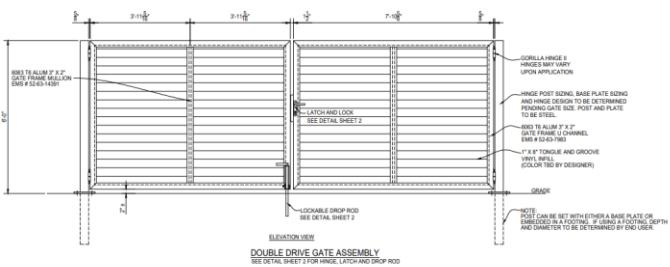 3'-11
3'-11
7'-10
6063 T6 ALUM 3" X 2"
GATE FRAME MULLION
EMS # 52-63-14391
6'-0"
LATCH AND LOCK
SEE DETAIL SHEET 2
LOCKABLE DROP ROD
SEE DETAIL SHEET 2
GORILLA HINGE II
HINGES MAY VARY
UPON APPLICATION
HINGE POST SIZING, BASE PLATE SIZING
AND HINGE DESIGN TO BE DETERMINED
PENDING GATE SIZE. POST AND PLATE
TO BE STEEL.
6063 T6 ALUM 3" X 2"
GATE FRAME U CHANNEL
EMS # 52-63-7983
1" X 8" TONGUE AND GROOVE
VINYL INFILL
(COLOR TBD BY DESIGNER)
GRADE
NOTE:
POST CAN BE SET WITH EITHER A BASE PLATE OR
EMBEDDED IN A FOOTING. IF USING A FOOTING, DEPTH
AND DIAMETER TO BE DETERMINED BY END USER.
ELEVATION VIEW
DOUBLE DRIVE GATE ASSEMBLY
SEE DETAIL SHEET 2 FOR HINGE, LATCH AND DROP ROD